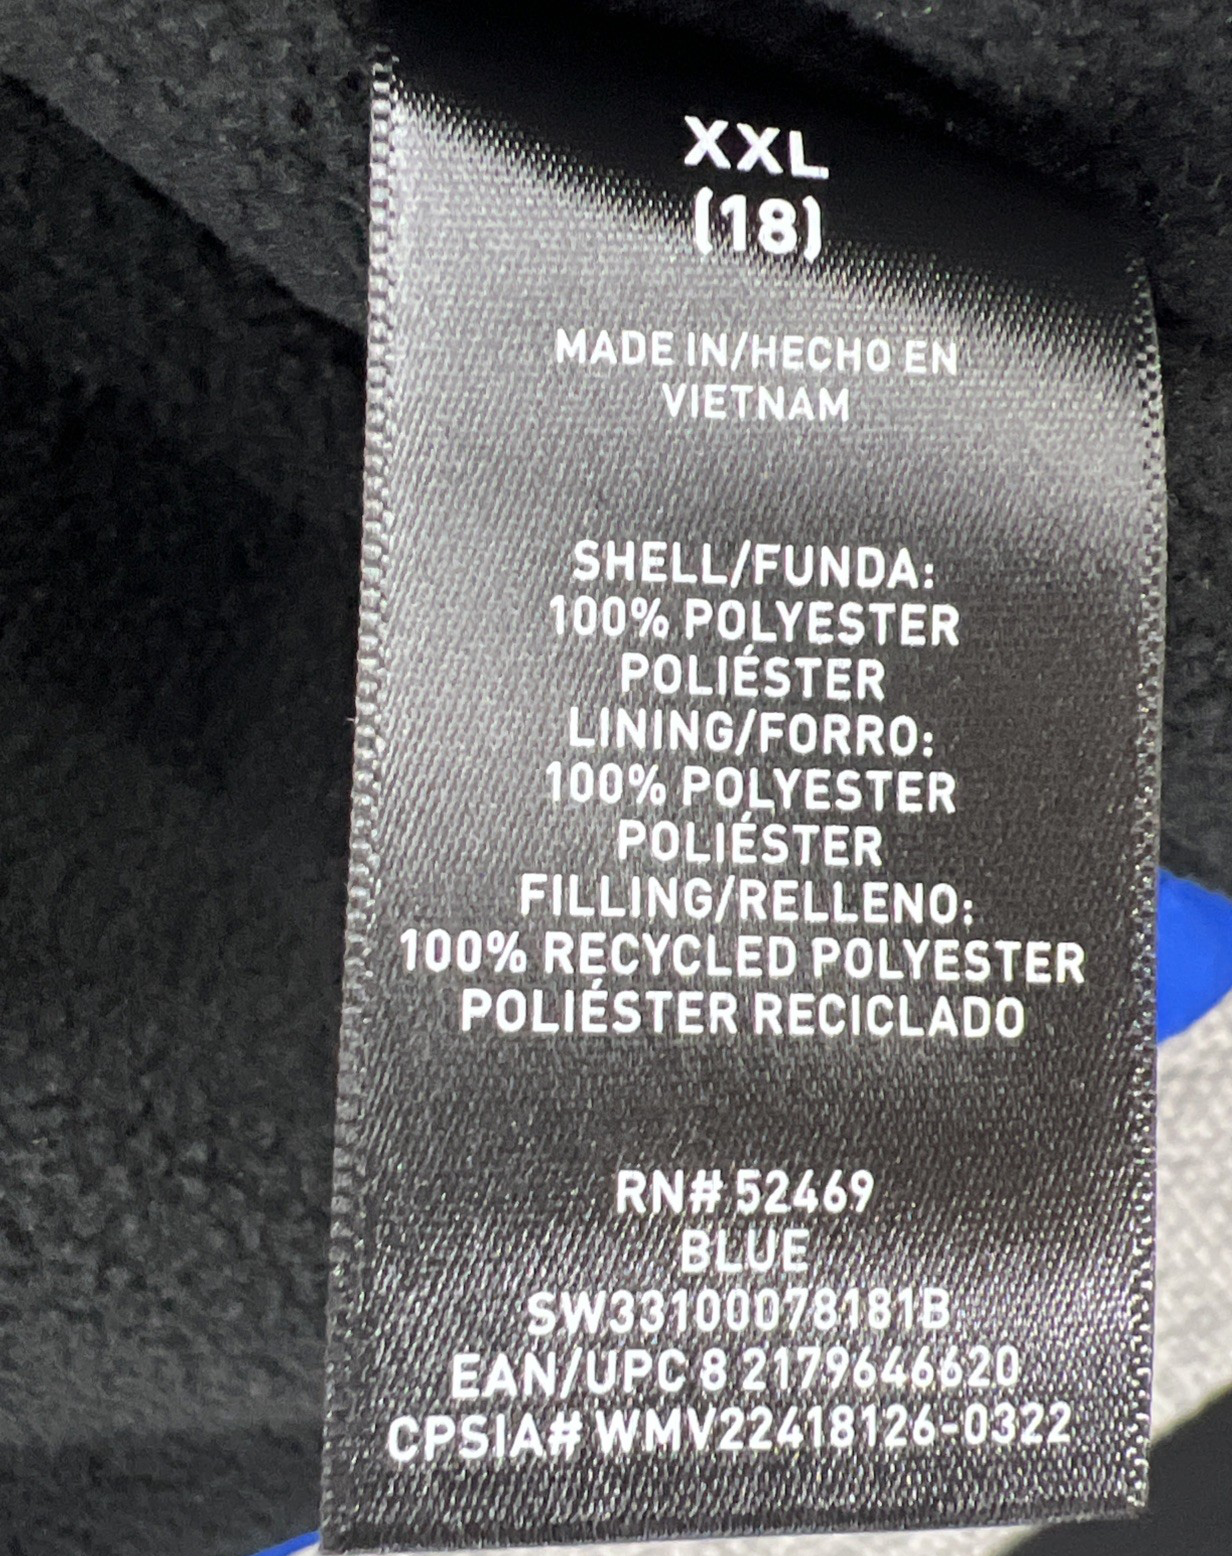 XXL
(18)
MADE IN/HECHO EN
VIETNAM
SHELL/FUNDA:
100% POLYESTER
POLIÉSTER
LINING/FORRO:
100% POLYESTER
POLIÉSTER
FILLING/RELLENO:
100% RECYCLED POLYESTER
POLIÉSTER RECICLADO
RN# 52469
BLUE
SW33100078181B
EAN/UPC 8 2179646620
CPSIA# WMV22418126-0322